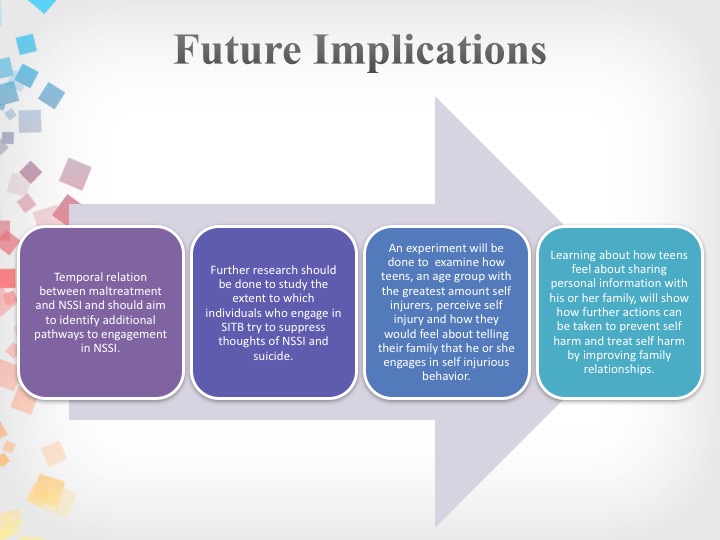 Future Implications
Temporal relation
between maltreatment
and NSSI and should aim
to identify additional
pathways to engagement
in NSSI.
Further research should
be done to study the
extent to which
individuals who engage in
SITB try to suppress
thoughts of NSSI and
suicide.
An experiment will be
done to  examine how
teens, an age group with
the greatest amount self
injurers, perceive self
injury and how they
would feel about telling
their family that he or she
engages in self injurious
behavior.
Learning about how teens
feel about sharing
personal information with
his or her family, will show
how further actions can
be taken to prevent self
harm and treat self harm
by improving family
relationships.